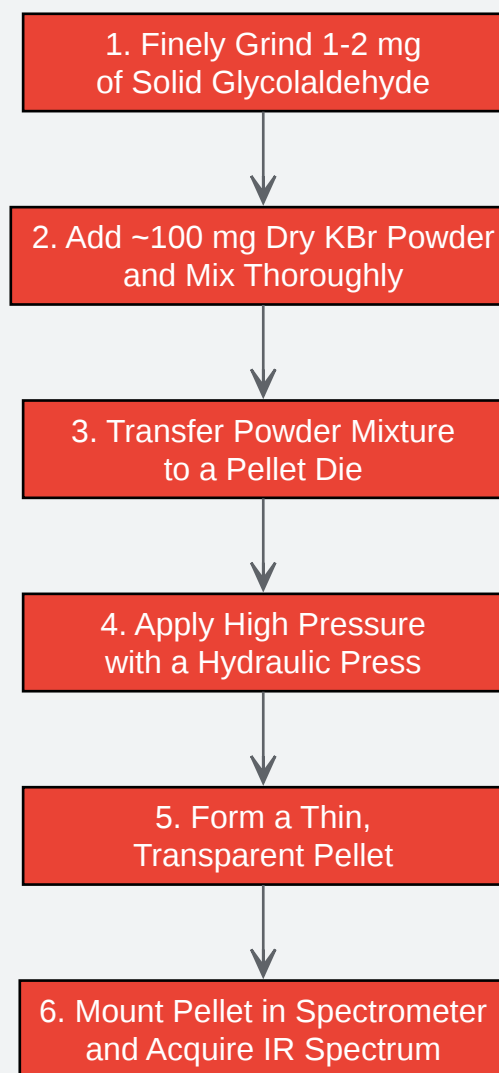 1. Finely Grind 1-2 mg
of Solid Glycolaldehyde
2. Add ~100 mg Dry KBr Powder
and Mix Thoroughly
3. Transfer Powder Mixture
to a Pellet Die
4. Apply High Pressure
with a Hydraulic Press
5. Form a Thin,
Transparent Pellet
6. Mount Pellet in Spectrometer
and Acquire IR Spectrum